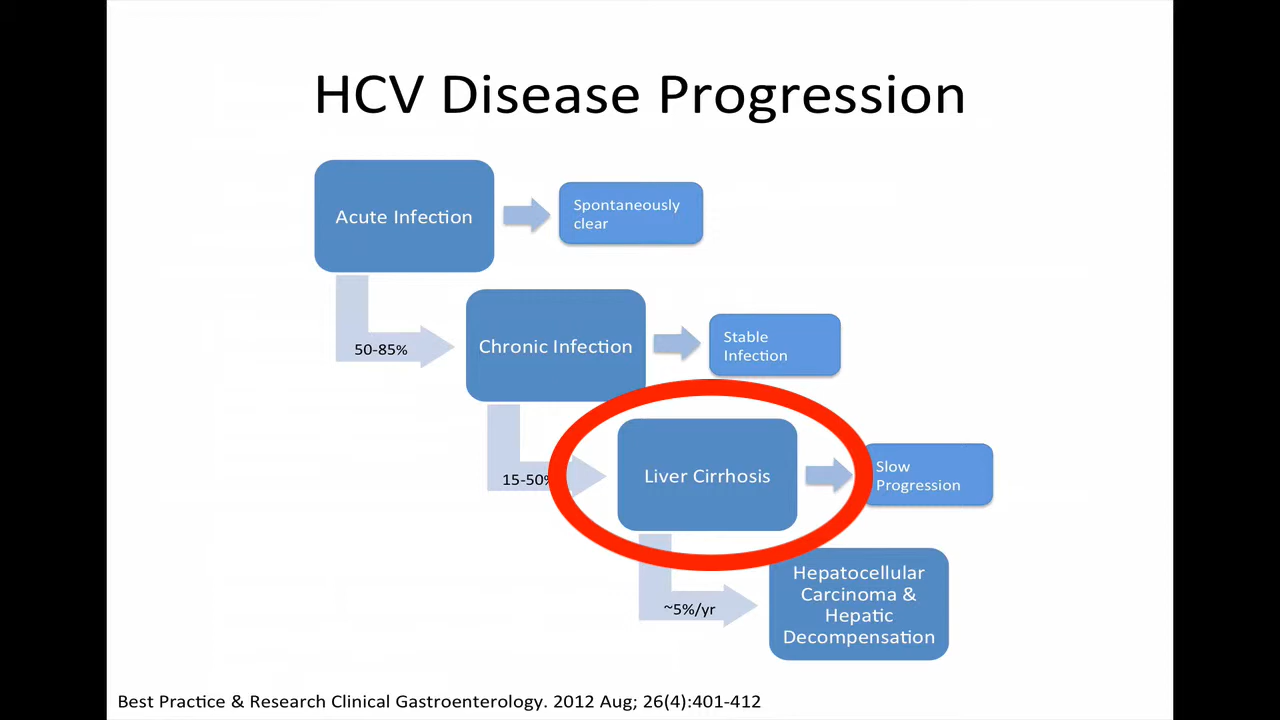 HCV Disease Progression
Acute Infection
Spontaneously
clear
50-85%
Chronic Infection
Stable
Infection
15-50%
Liver Cirrhosis
Slow
Progression
~5%/yr
Hepatocellular
Carcinoma &
Hepatic
Decompensation
Best Practice & Research Clinical Gastroenterology. 2012 Aug; 26(4):401-412